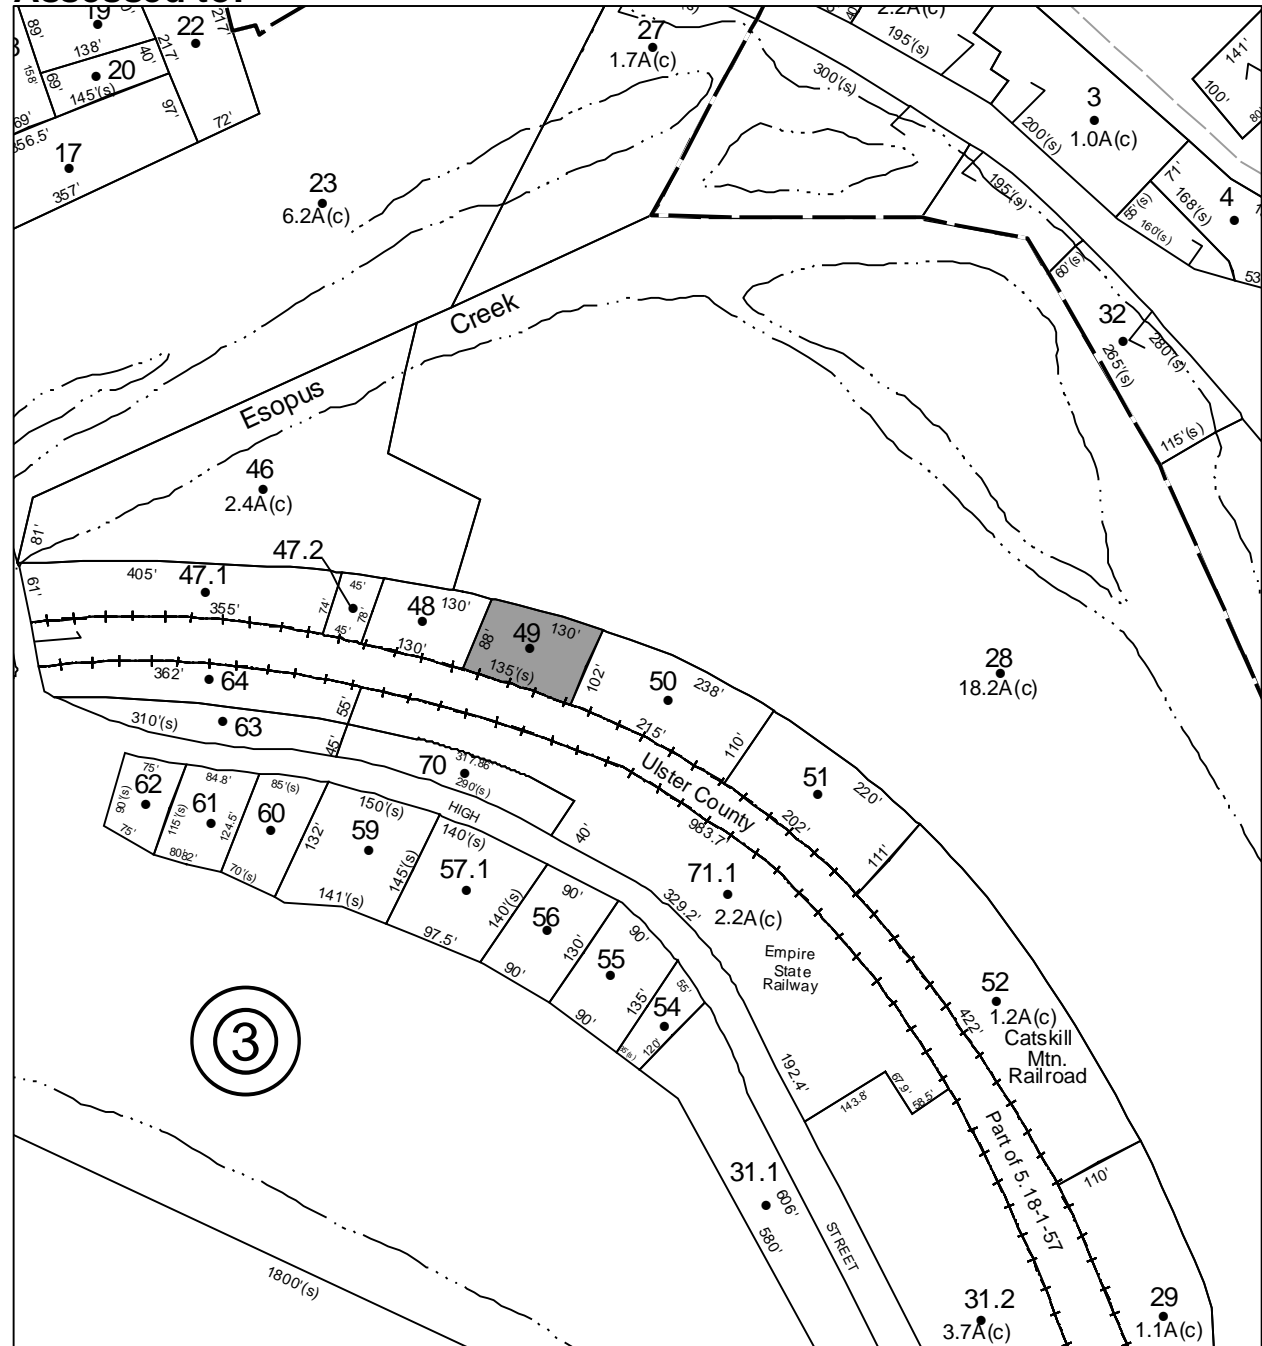 Assessed to:
19
89'
138'
40'
217'
217'
22
158'
69'
20
145'(s)
97'
72'
69'
356.5'
17
357'
23
6.2A(c)
27
1.7A(c)
2.2A(c)
195'(s)
300'(s)
3
1.0A(c)
200'(s)
141'
100'
80'
71'
168'(s)
4
55'(s)
160'(s)
53
195'(s)
60'(s)
32
265'(s)
280'(s)
115'(s)
Esopus Creek
46
2.4A(c)
81'
61'
47.2
405'
47.1
355'
74'
45'
78'
45'
48
130'
130'
88'
49
130'
135'(s)
102'
50
238'
215'
110'
28
18.2A(c)
362'
64
55'
310'(s)
63
45'
70
317.86'
290'(s)
40'
HIGH
Ulster County
983.7'
51
220'
202'
111'
75'
62
90'(s)
75'
84.8'
61
115'(s)
124.5'
80.82'
85'(s)
60
70'(s)
132'
150'(s)
59
141'(s)
145'(s)
140'(s)
57.1
97.5'
140'(s)
90'
56
90'
130'
90'
55
90'
135'
55'
54
120'
329.2'
71.1
2.2A(c)
Empire
State
Railway
52
1.2A(c)
422'
Catskill
Mtn.
Railroad
3
192.4'
143.8'
67.9'
58.5'
110'
Part of 5.18-1-57
31.1
606'
580'
STREET
1800'(s)
31.2
3.7A(c)
29
1.1A(c)